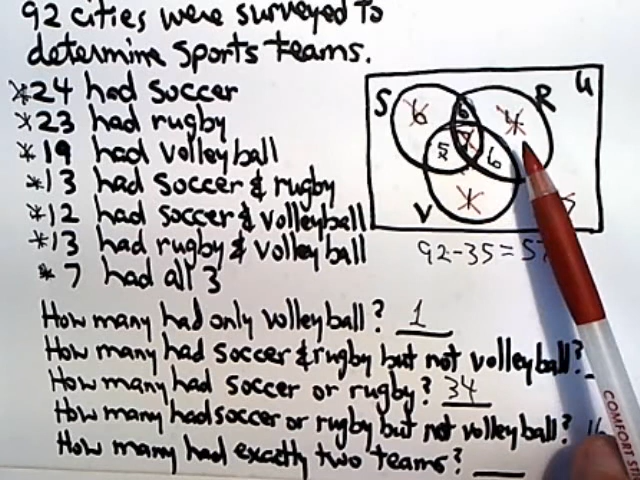 92 cities were surveyed to
determine sports teams.
*24 had soccer
*23 had rugby
*19 had volleyball
*13 had soccer & rugby
*12 had soccer & volleyball
*13 had rugby & volleyball
*7 had all 3
U
S
R
6
6
4
5
6
V
92-35=57
How many had only volleyball? 1
How many had soccer & rugby but not volleyball?
How many had soccer or rugby? 34
How many had soccer or rugby but not volleyball? 16
How many had exactly two teams?
COMFORT